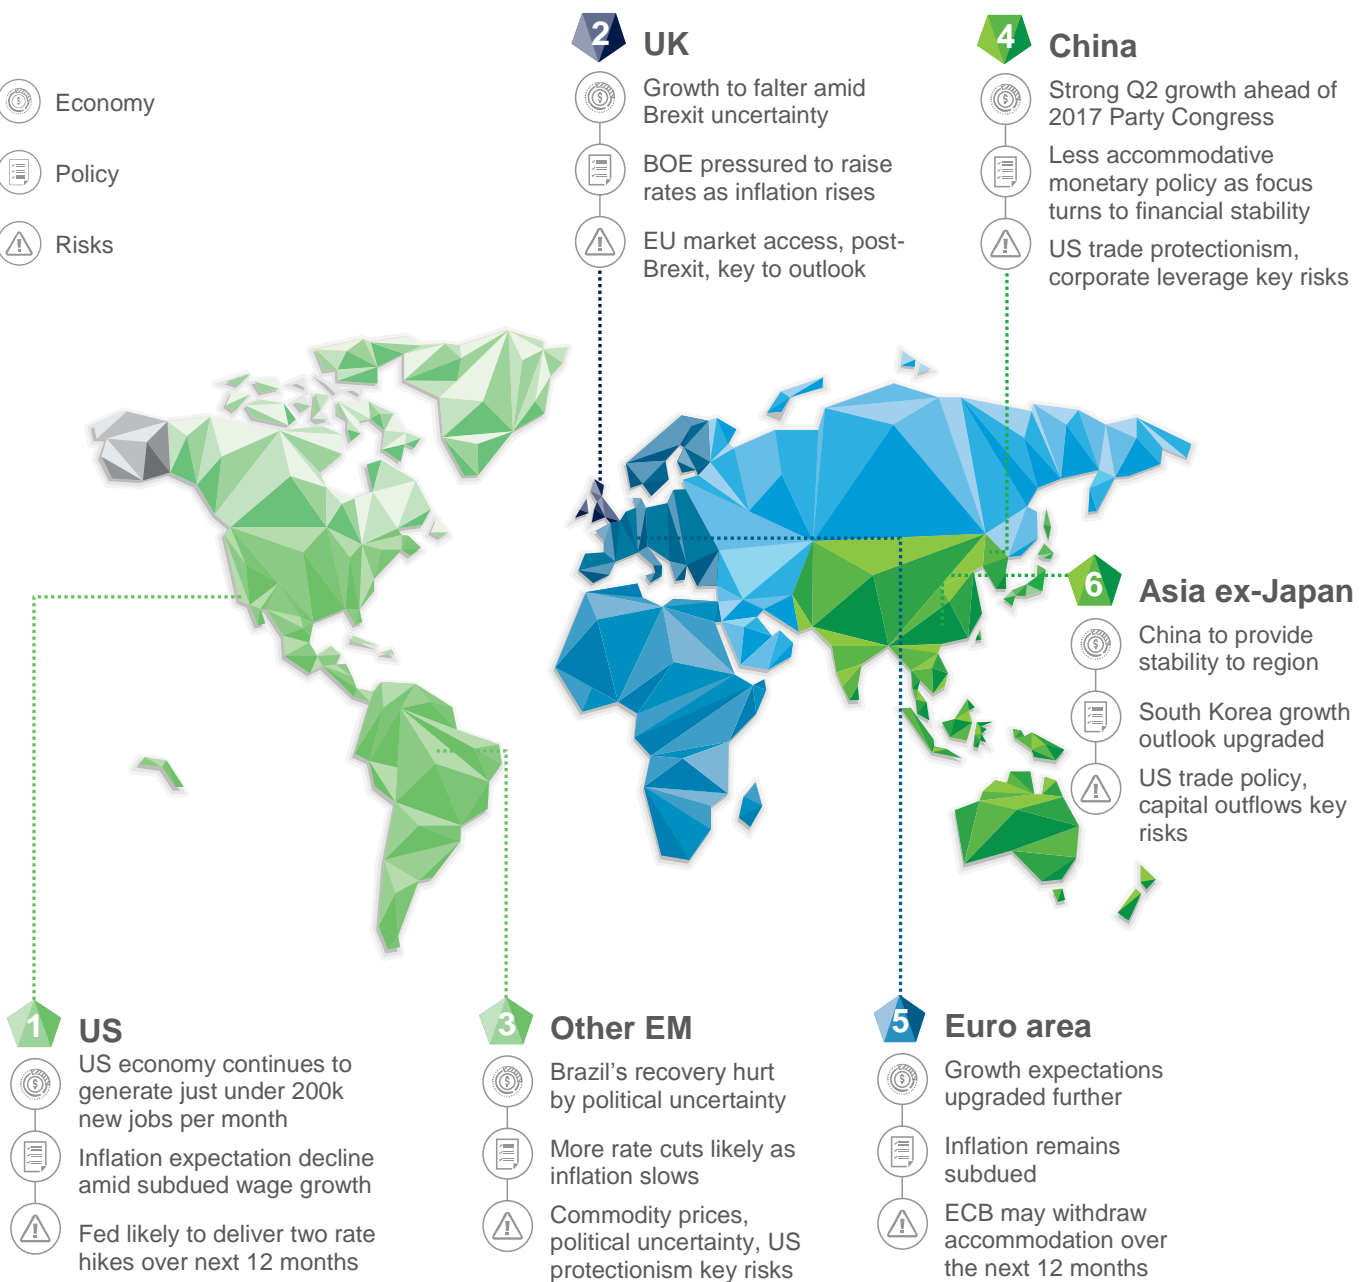 Economy
Policy
Risks
2
UK
Growth to falter amid
Brexit uncertainty
BOE pressured to raise
rates as inflation rises
EU market access, post-
Brexit, key to outlook
4
China
Strong Q2 growth ahead of
2017 Party Congress
Less accommodative
monetary policy as focus
turns to financial stability
US trade protectionism,
corporate leverage key risks
6
Asia ex-Japan
China to provide
stability to region
South Korea growth
outlook upgraded
US trade policy,
capital outflows key
risks
1
US
US economy continues to
generate just under 200k
new jobs per month
Inflation expectation decline
amid subdued wage growth
Fed likely to deliver two rate
hikes over next 12 months
3
Other EM
Brazil's recovery hurt
by political uncertainty
More rate cuts likely as
inflation slows
Commodity prices,
political uncertainty, US
protectionism key risks
5
Euro area
Growth expectations
upgraded further
Inflation remains
subdued
ECB may withdraw
accommodation over
the next 12 months